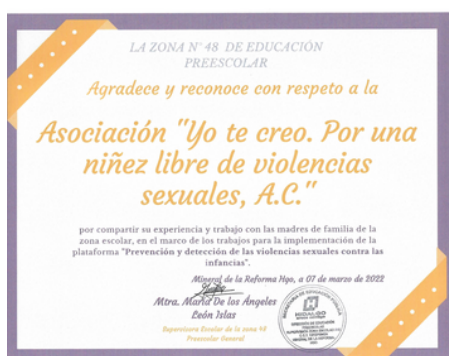 LA ZONA N° 48 DE EDUCACIÓN
PREESCOLAR
Agradece y reconoce con respeto a la
Asociación "Yo te creo. Por una
niñez libre de violencias
sexuales, A.C."
por compartir su experiencia y trabajo con las madres de familia de la
zona escolar, en el marco de los trabajos para la implementación de la
plataforma "Prevención y detección de las violencias sexuales contra las
infancias".
Mineral de la Reforma Hgo, a 07 de marzo de 2022
Mtra. María De los Ángeles
León Islas
Supervisora Escolar de la zona 48
Preescolar General
HIDALGO